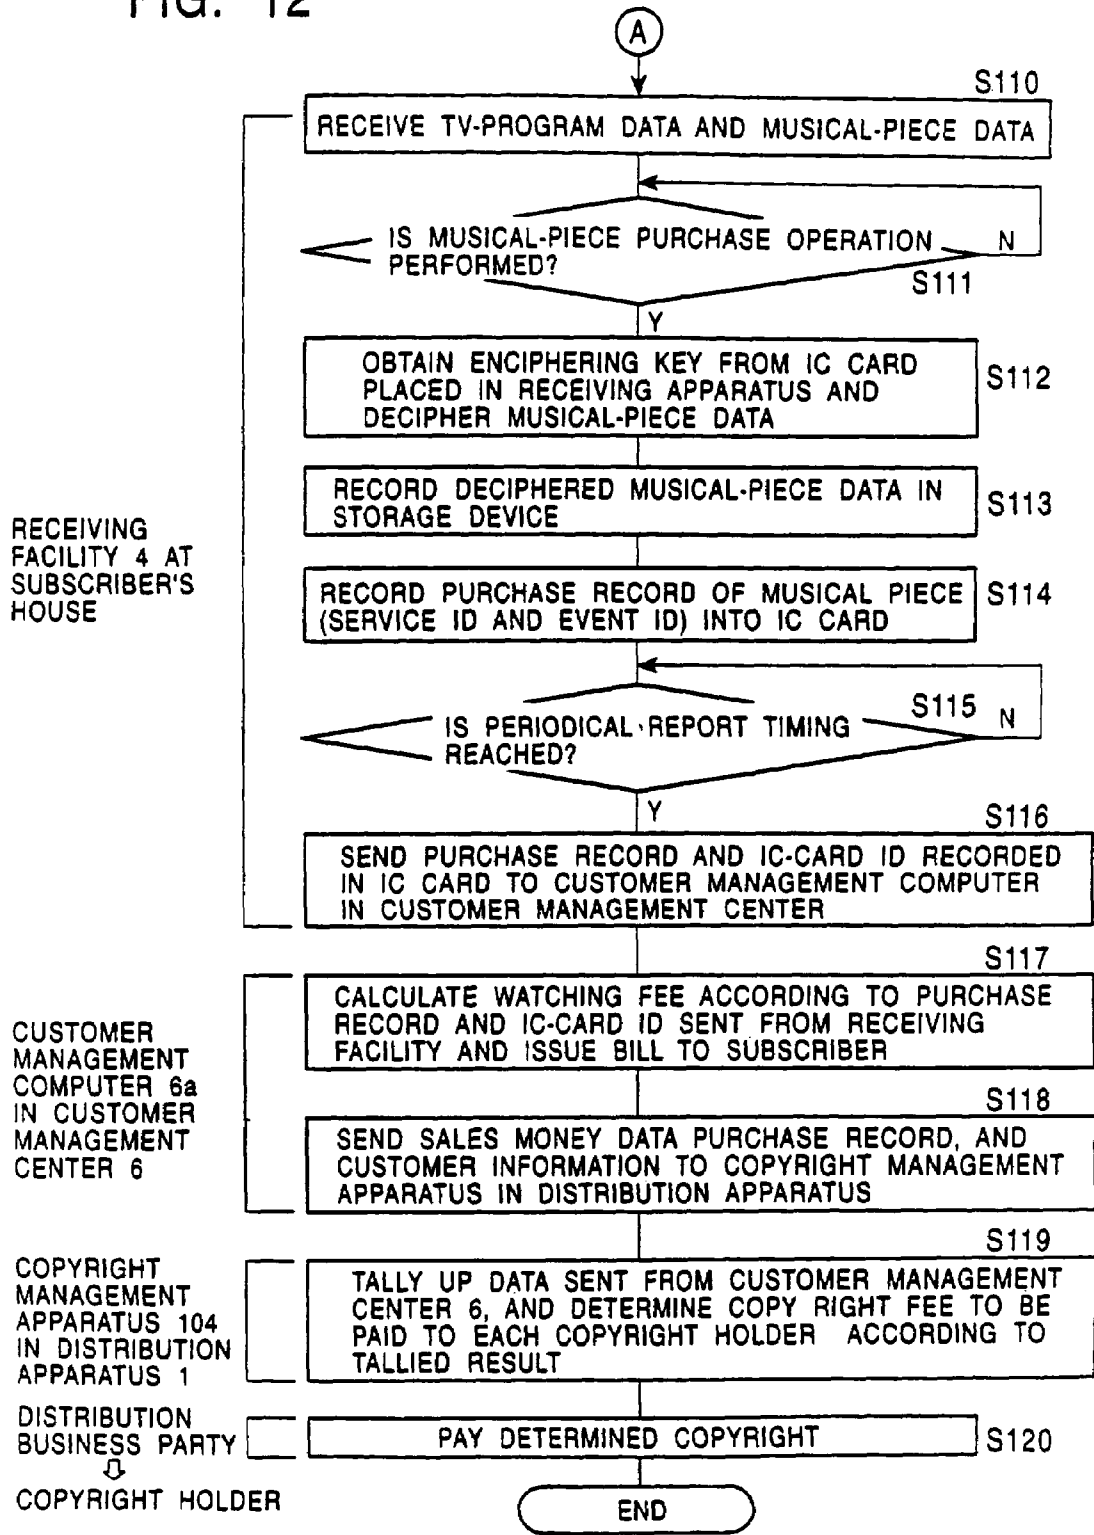 FIG. 12
A
S110
RECEIVE TV-PROGRAM DATA AND MUSICAL-PIECE DATA
IS MUSICAL-PIECE PURCHASE OPERATION
PERFORMED?
N
S111
Y
OBTAIN ENCIPHERING KEY FROM IC CARD
PLACED IN RECEIVING APPARATUS AND
DECIPHER MUSICAL-PIECE DATA
S112
RECORD DECIPHERED MUSICAL-PIECE DATA IN
STORAGE DEVICE
S113
RECEIVING
FACILITY 4 AT
SUBSCRIBER'S
HOUSE
RECORD PURCHASE RECORD OF MUSICAL PIECE
(SERVICE ID AND EVENT ID) INTO IC CARD
S114
S115
N
IS PERIODICAL REPORT TIMING
REACHED?
Y
S116
SEND PURCHASE RECORD AND IC-CARD ID RECORDED
IN IC CARD TO CUSTOMER MANAGEMENT COMPUTER
IN CUSTOMER MANAGEMENT CENTER
S117
CALCULATE WATCHING FEE ACCORDING TO PURCHASE
RECORD AND IC-CARD ID SENT FROM RECEIVING
FACILITY AND ISSUE BILL TO SUBSCRIBER
CUSTOMER
MANAGEMENT
COMPUTER 6a
IN CUSTOMER
MANAGEMENT
CENTER 6
S118
SEND SALES MONEY DATA PURCHASE RECORD, AND
CUSTOMER INFORMATION TO COPYRIGHT MANAGEMENT
APPARATUS IN DISTRIBUTION APPARATUS
S119
COPYRIGHT
MANAGEMENT
APPARATUS 104
IN DISTRIBUTION
APPARATUS 1
TALLY UP DATA SENT FROM CUSTOMER MANAGEMENT
CENTER 6, AND DETERMINE COPY RIGHT FEE TO BE
PAID TO EACH COPYRIGHT HOLDER ACCORDING TO
TALLIED RESULT
DISTRIBUTION
BUSINESS PARTY
⇩
COPYRIGHT HOLDER
PAY DETERMINED COPYRIGHT
S120
END